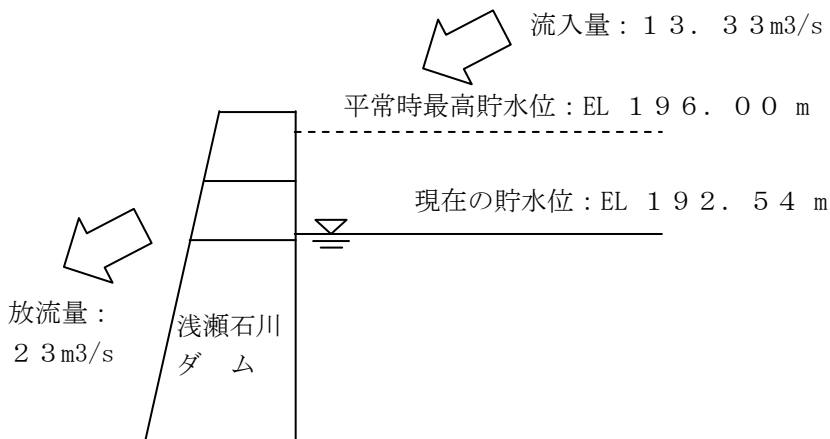 流入量：１３．３３m3/s
平常時最高貯水位：EL １９６．００ m
現在の貯水位：EL １９２．５４ m
放流量：
２３m3/s
浅瀬石川
ダ　ム